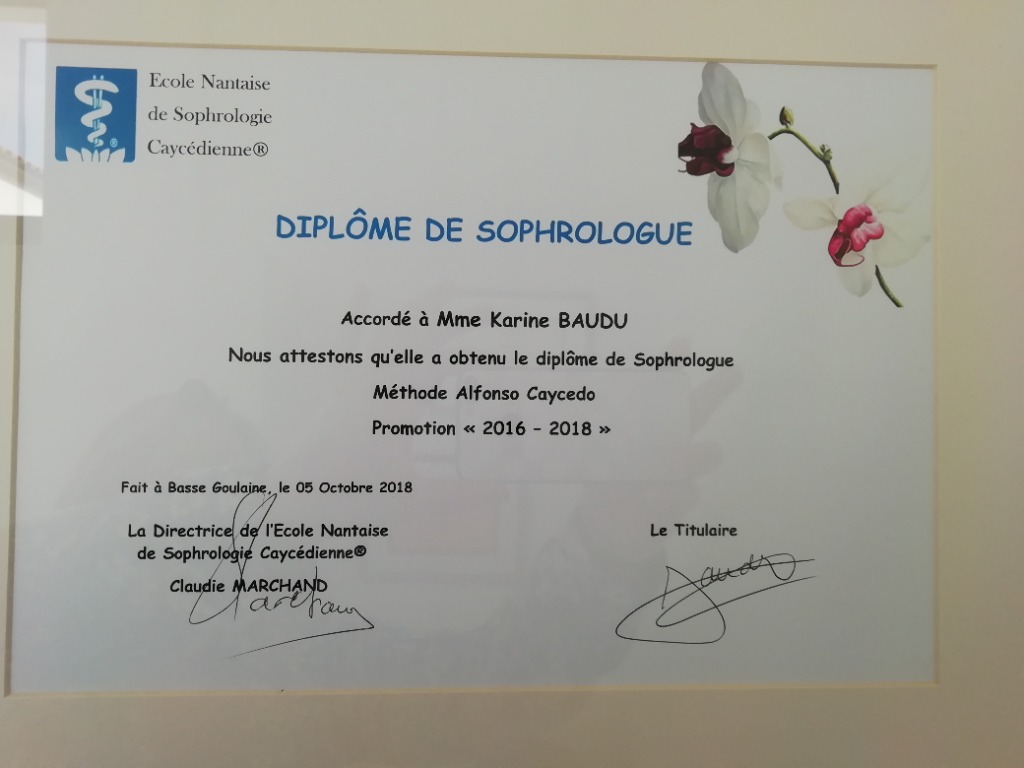 Ecole Nantaise
de Sophrologie
Caycédienne®
®
DIPLÔME DE SOPHROLOGUE
Accordé à Mme Karine BAUDU
Nous attestons qu'elle a obtenu le diplôme de Sophrologue
Méthode Alfonso Caycedo
Promotion « 2016 - 2018 »
Fait à Basse Goulaine, le 05 Octobre 2018
La Directrice de l'Ecole Nantaise
de Sophrologie Caycédienne®
Claudie MARCHAND
Le Titulaire